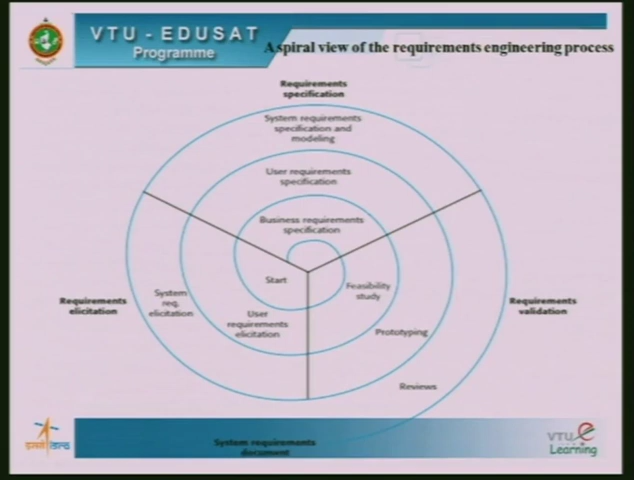 VTU - EDUSAT
Programme
A spiral view of the requirements engineering process
Requirements
specification
System requirements
specification and
modeling
User requirements
specification
Business requirements
specification
Start
Feasibility
study
System
req.
elicitation
User
requirements
elicitation
Prototyping
Requirements
elicitation
Requirements
validation
Reviews
System requirements
document
VTU e
Learning